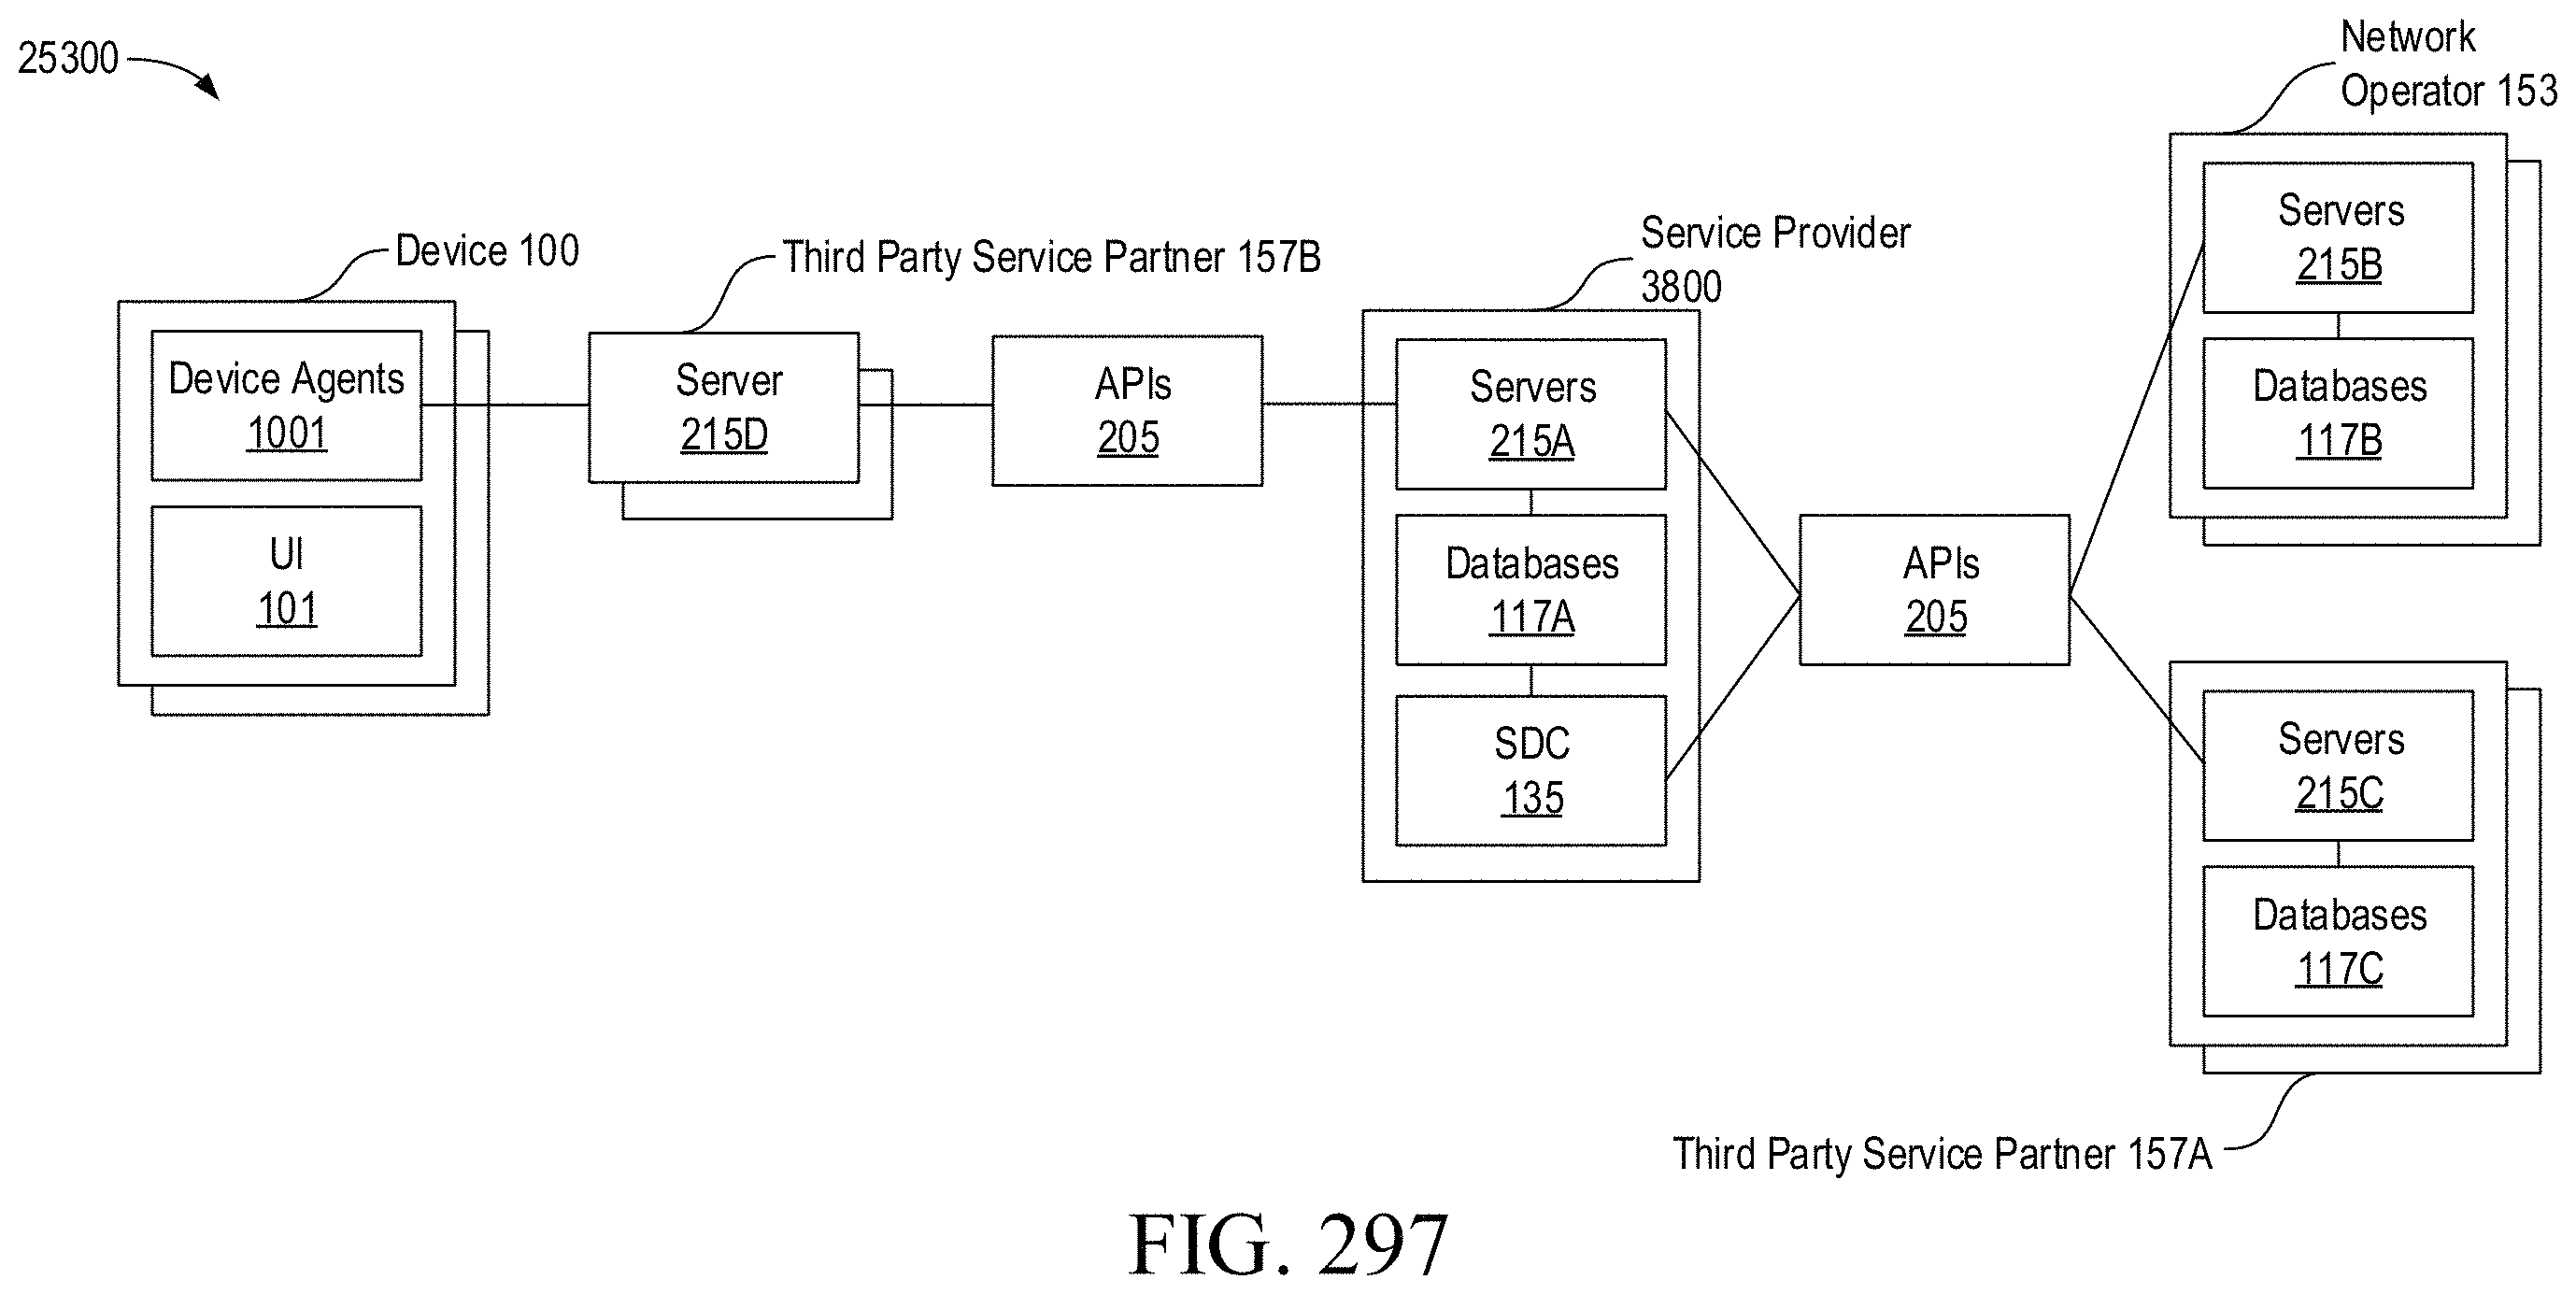 25300
Network
Operator 153
Servers
215B
Databases
117B
Device 100
Third Party Service Partner 157B
Service Provider
3800
Device Agents
1001
UI
101
Server
215D
APIs
205
Servers
215A
Databases
117A
SDC
135
APIs
205
Servers
215C
Databases
117C
Third Party Service Partner 157A
FIG. 297